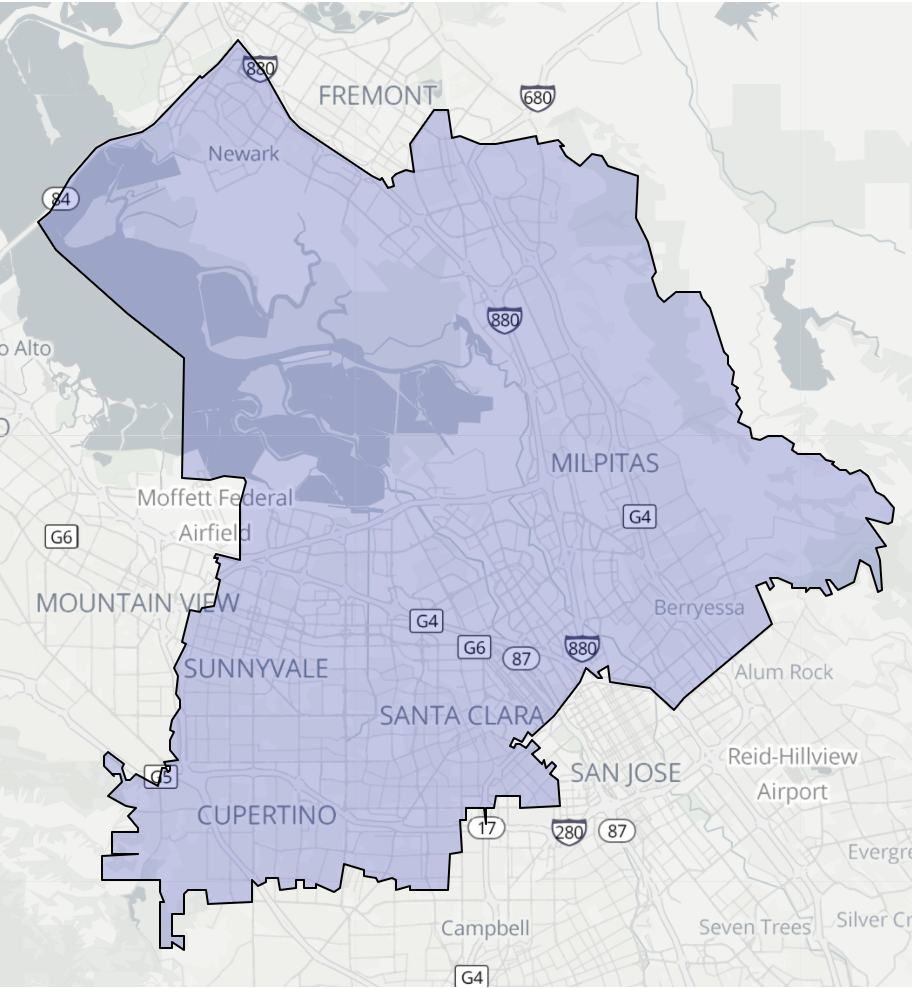 880
FREMONT
680
Newark
84
880
o Alto
MILPITAS
Moffett Federal
Airfield
G4
G6
MOUNTAIN VIEW
Berryessa
G4
G6
87
880
SUNNYVALE
Alum Rock
SANTA CLARA
Reid-Hillview
Airport
SAN JOSE
G5
CUPERTINO
17
280
87
Evergre
Campbell
Seven Trees
Silver Cr
G4